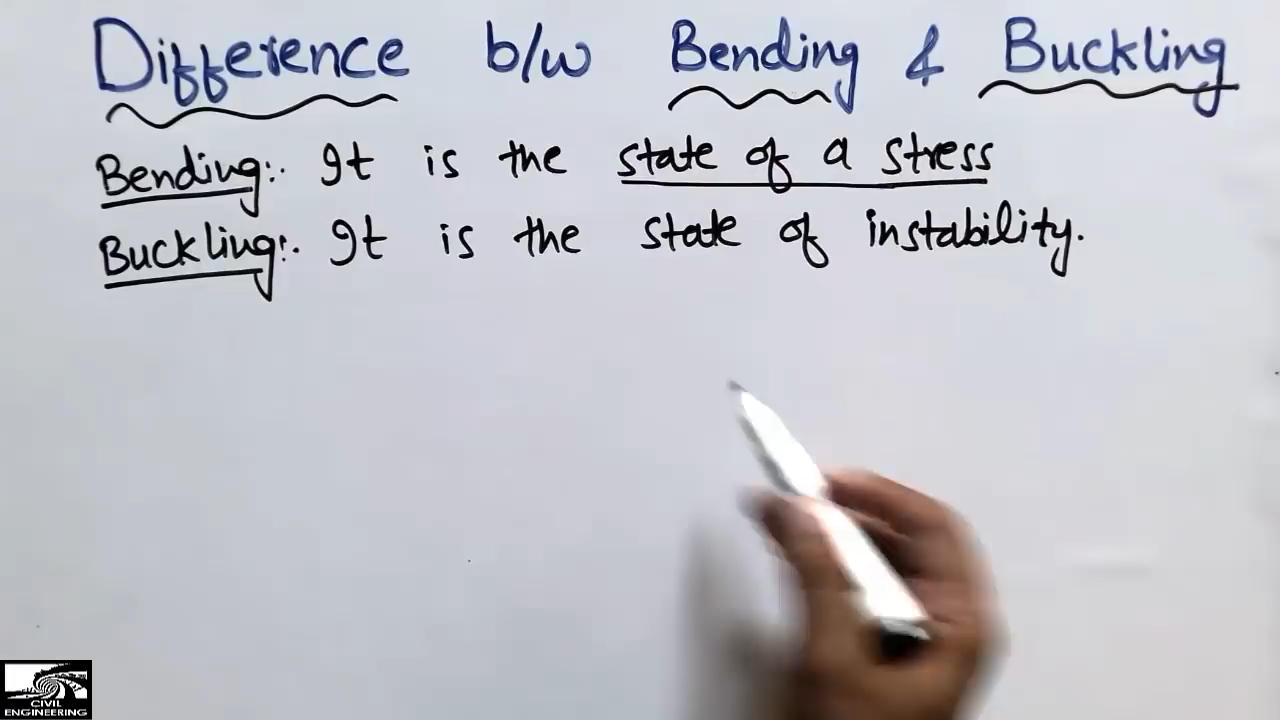 Difference b/w Bending & Buckling
Bending:. It is the state of a stress
Buckling:. It is the state of instability.
CIVIL
ENGINEERING